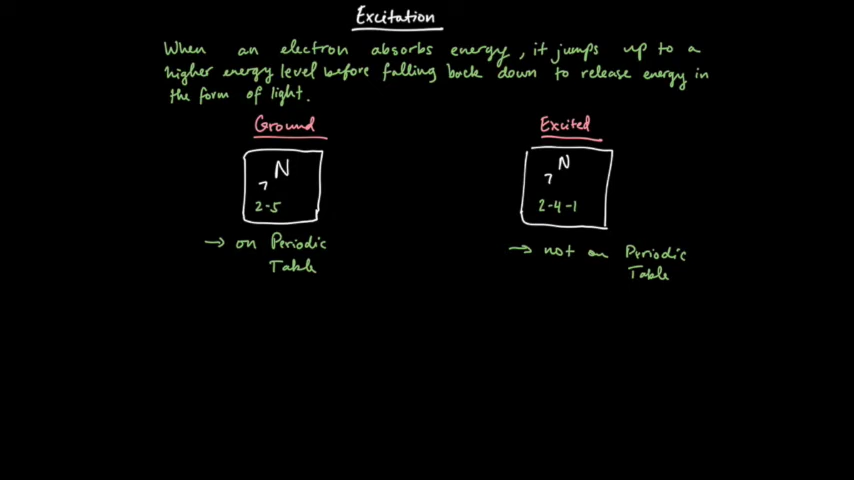 Excitation
When an electron absorbs energy, it jumps up to a
higher energy level before falling back down to release energy in
the form of light.
Ground
Excited
N
7
2-5
N
7
2-4-1
→ on Periodic
Table
→ not on Periodic
Table